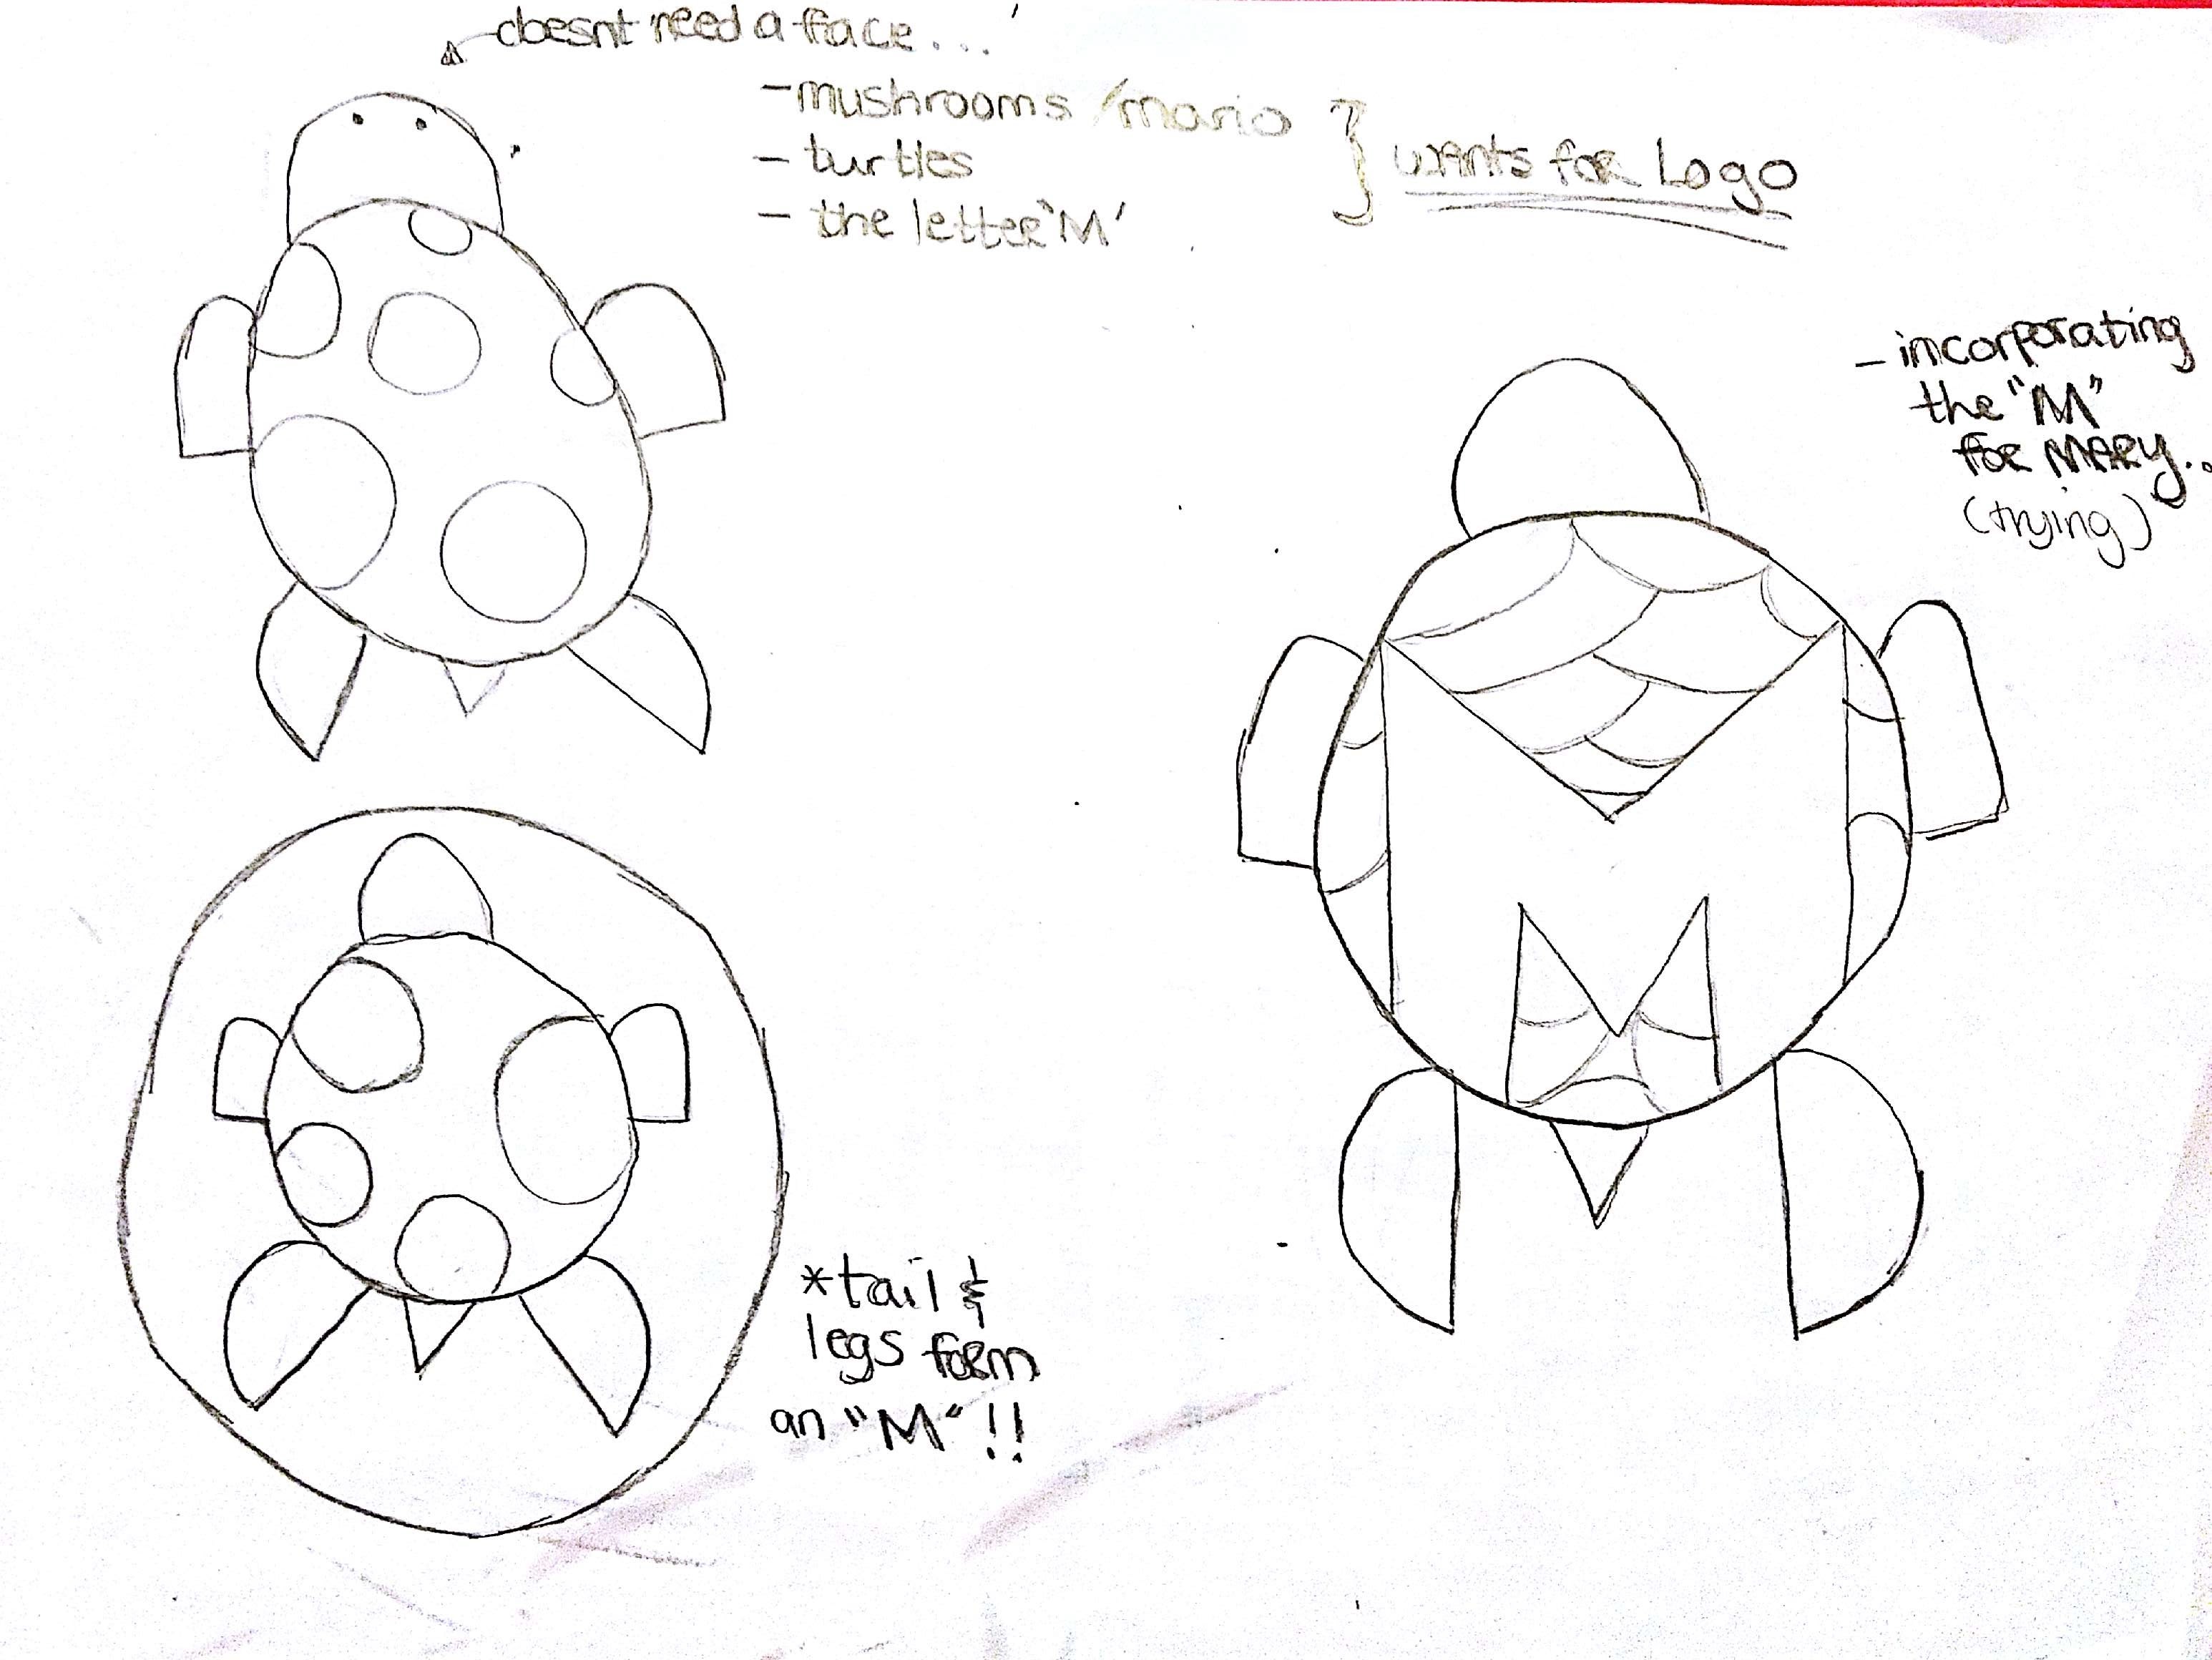 doesnt need a face...
- mushrooms /mario
- turtles
- the letter "M'
wants for Logo
- incorporating
the "M"
for MARY..
(trying)
*tail &
legs form
an "M" !!